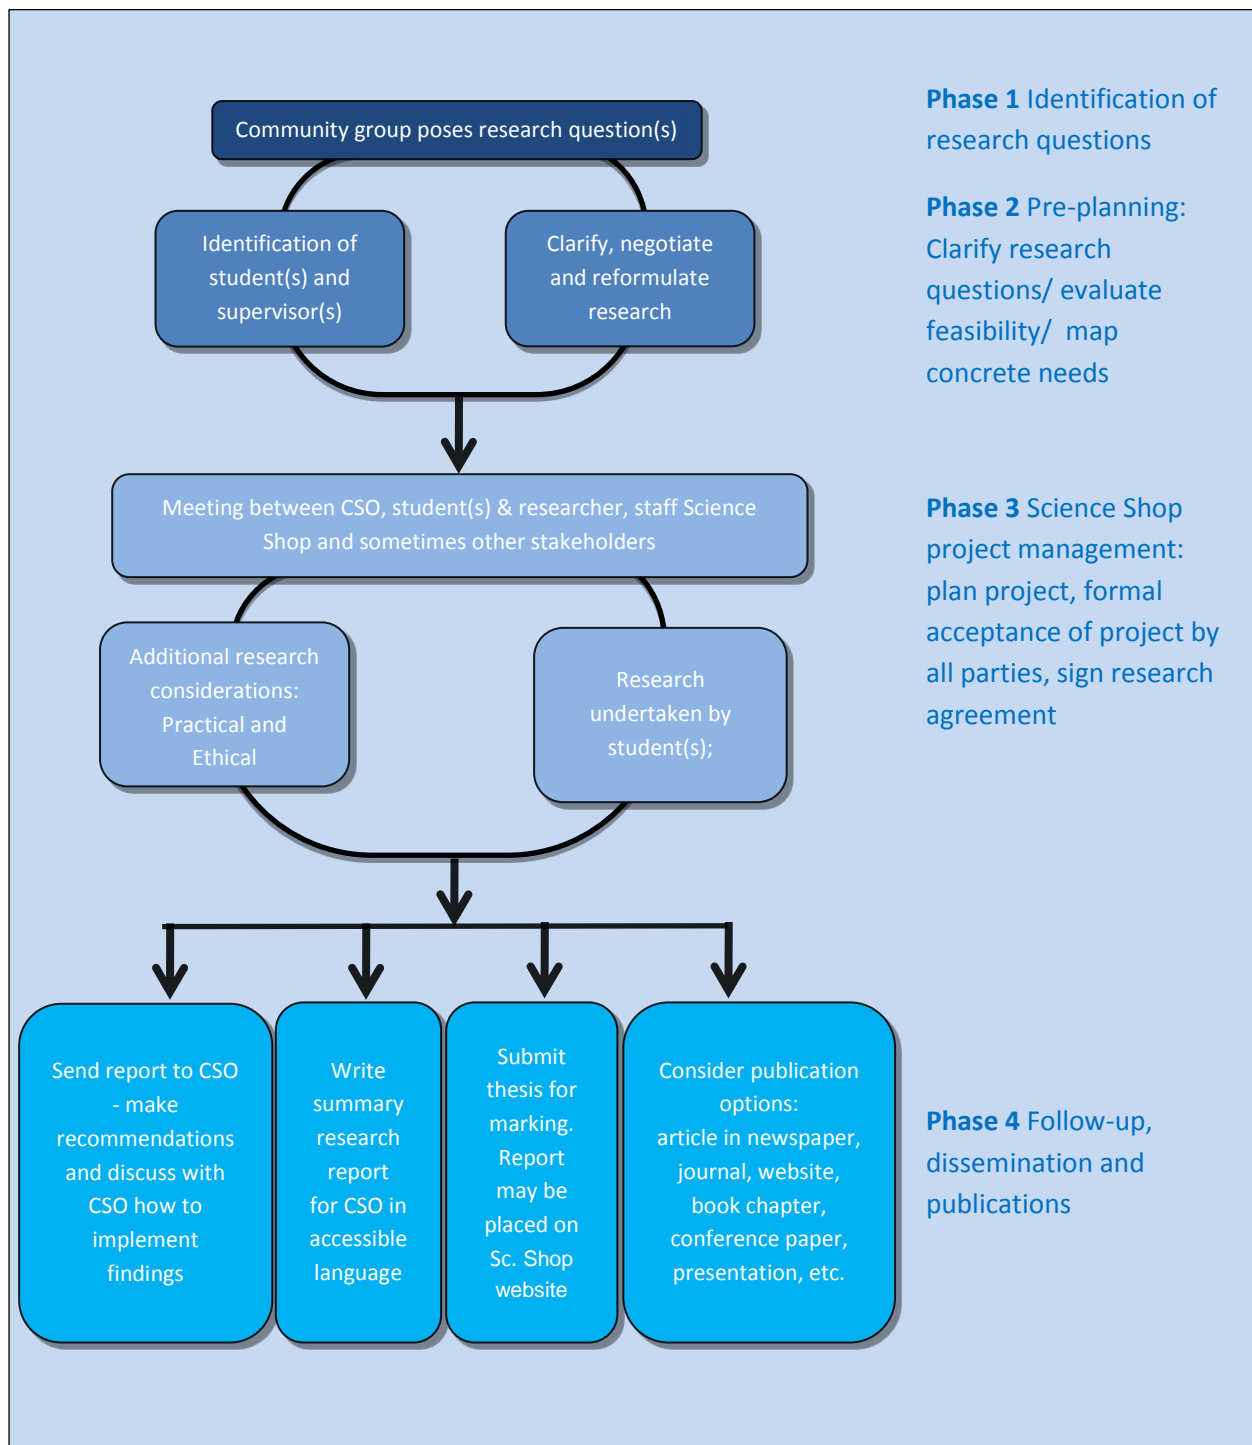 Community group poses research question(s)
Phase 1 Identification of
research questions
Identification of
student(s) and
supervisor(s)
Clarify, negotiate
and reformulate
research
Phase 2 Pre-planning:
Clarify research
questions/ evaluate
feasibility/ map
concrete needs
Meeting between CSO, student(s) & researcher, staff Science
Shop and sometimes other stakeholders
Additional research
considerations:
Practical and
Ethical
Research
undertaken by
student(s);
Phase 3 Science Shop
project management:
plan project, formal
acceptance of project by
all parties, sign research
agreement
Send report to CSO
- make
recommendations
and discuss with
CSO how to
implement
findings
Write
summary
research
report
for CSO in
accessible
language
Submit
thesis for
marking.
Report
may be
placed on
Sc. Shop
website
Consider publication
options:
article in newspaper,
journal, website,
book chapter,
conference paper,
presentation, etc.
Phase 4 Follow-up,
dissemination and
publications